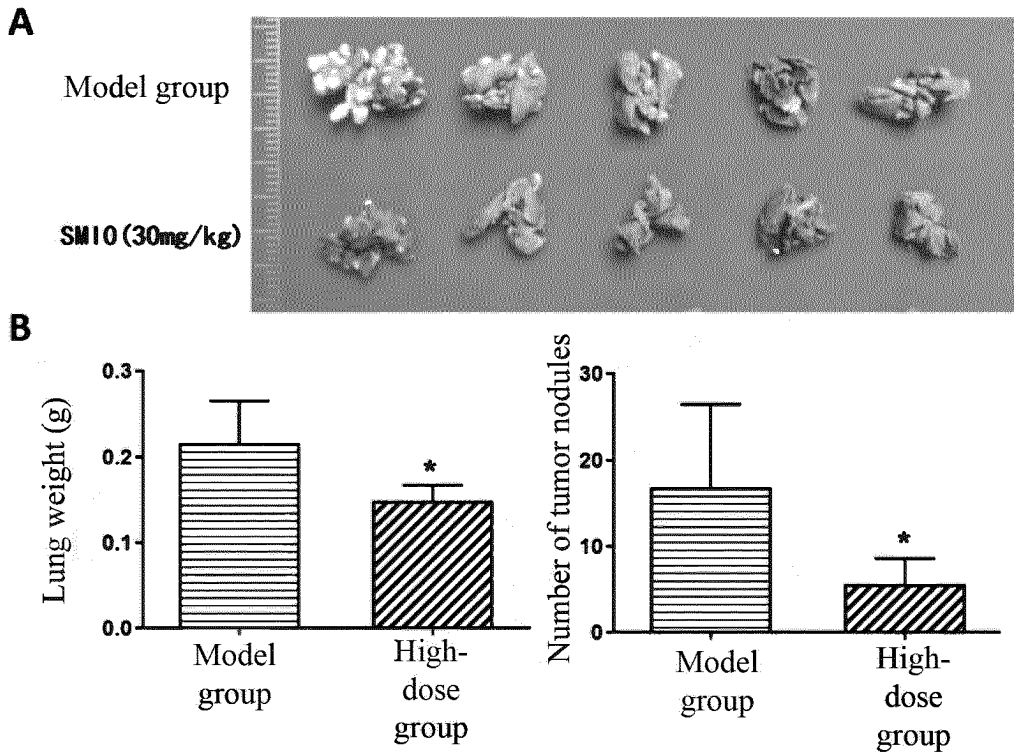 A
Model group
SMIO(30mg/kg)
B
Lung weight (g)
0.3
0.2
0.1
0.0
*
Model
group
High-
dose
group
Number of tumor nodules
30
20
10
0
*
Model
group
High-
dose
group